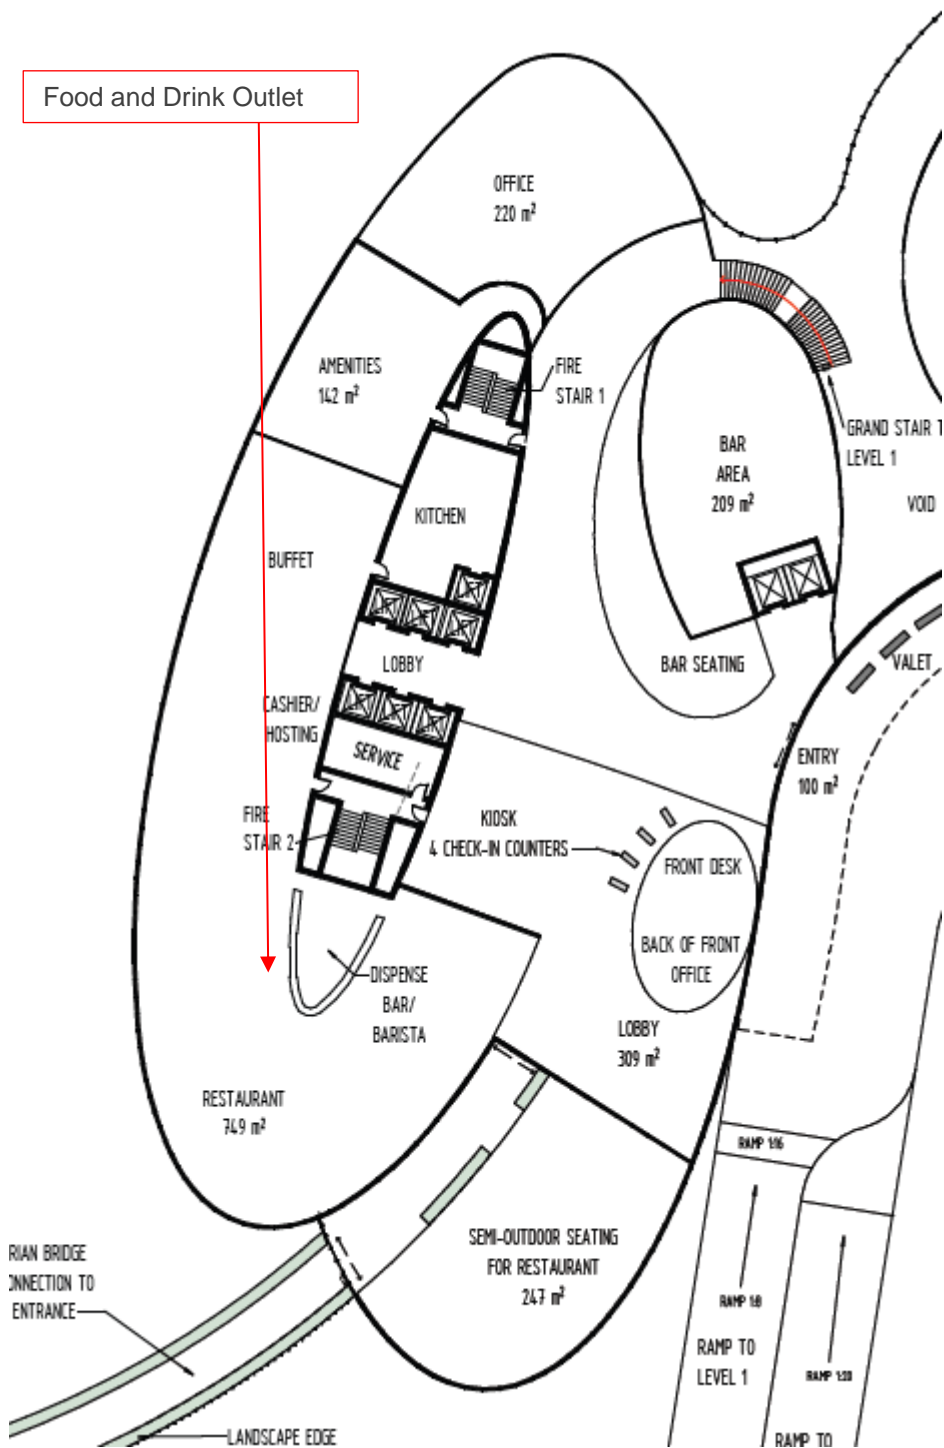 Food and Drink Outlet
OFFICE
220 m²
AMENITIES
142 m²
FIRE
STAIR 1
BAR
AREA
209 m²
GRAND STAIR T
LEVEL 1
VOID
KITCHEN
BUFFET
LOBBY
BAR SEATING
VALET
CASHIER/
HOSTING
SERVICE
ENTRY
100 m²
FIRE
STAIR 2
KIOSK
4 CHECK-IN COUNTERS
FRONT DESK
BACK OF FRONT
OFFICE
DISPENSE
BAR/
BARISTA
LOBBY
309 m²
RESTAURANT
749 m²
RAMP 1:16
SEMI-OUTDOOR SEATING
FOR RESTAURANT
247 m²
RIAN BRIDGE
ONNECTION TO
ENTRANCE
RAMP 1:8
RAMP TO
LEVEL 1
RAMP 1:20
LANDSCAPE EDGE
RAMP TO